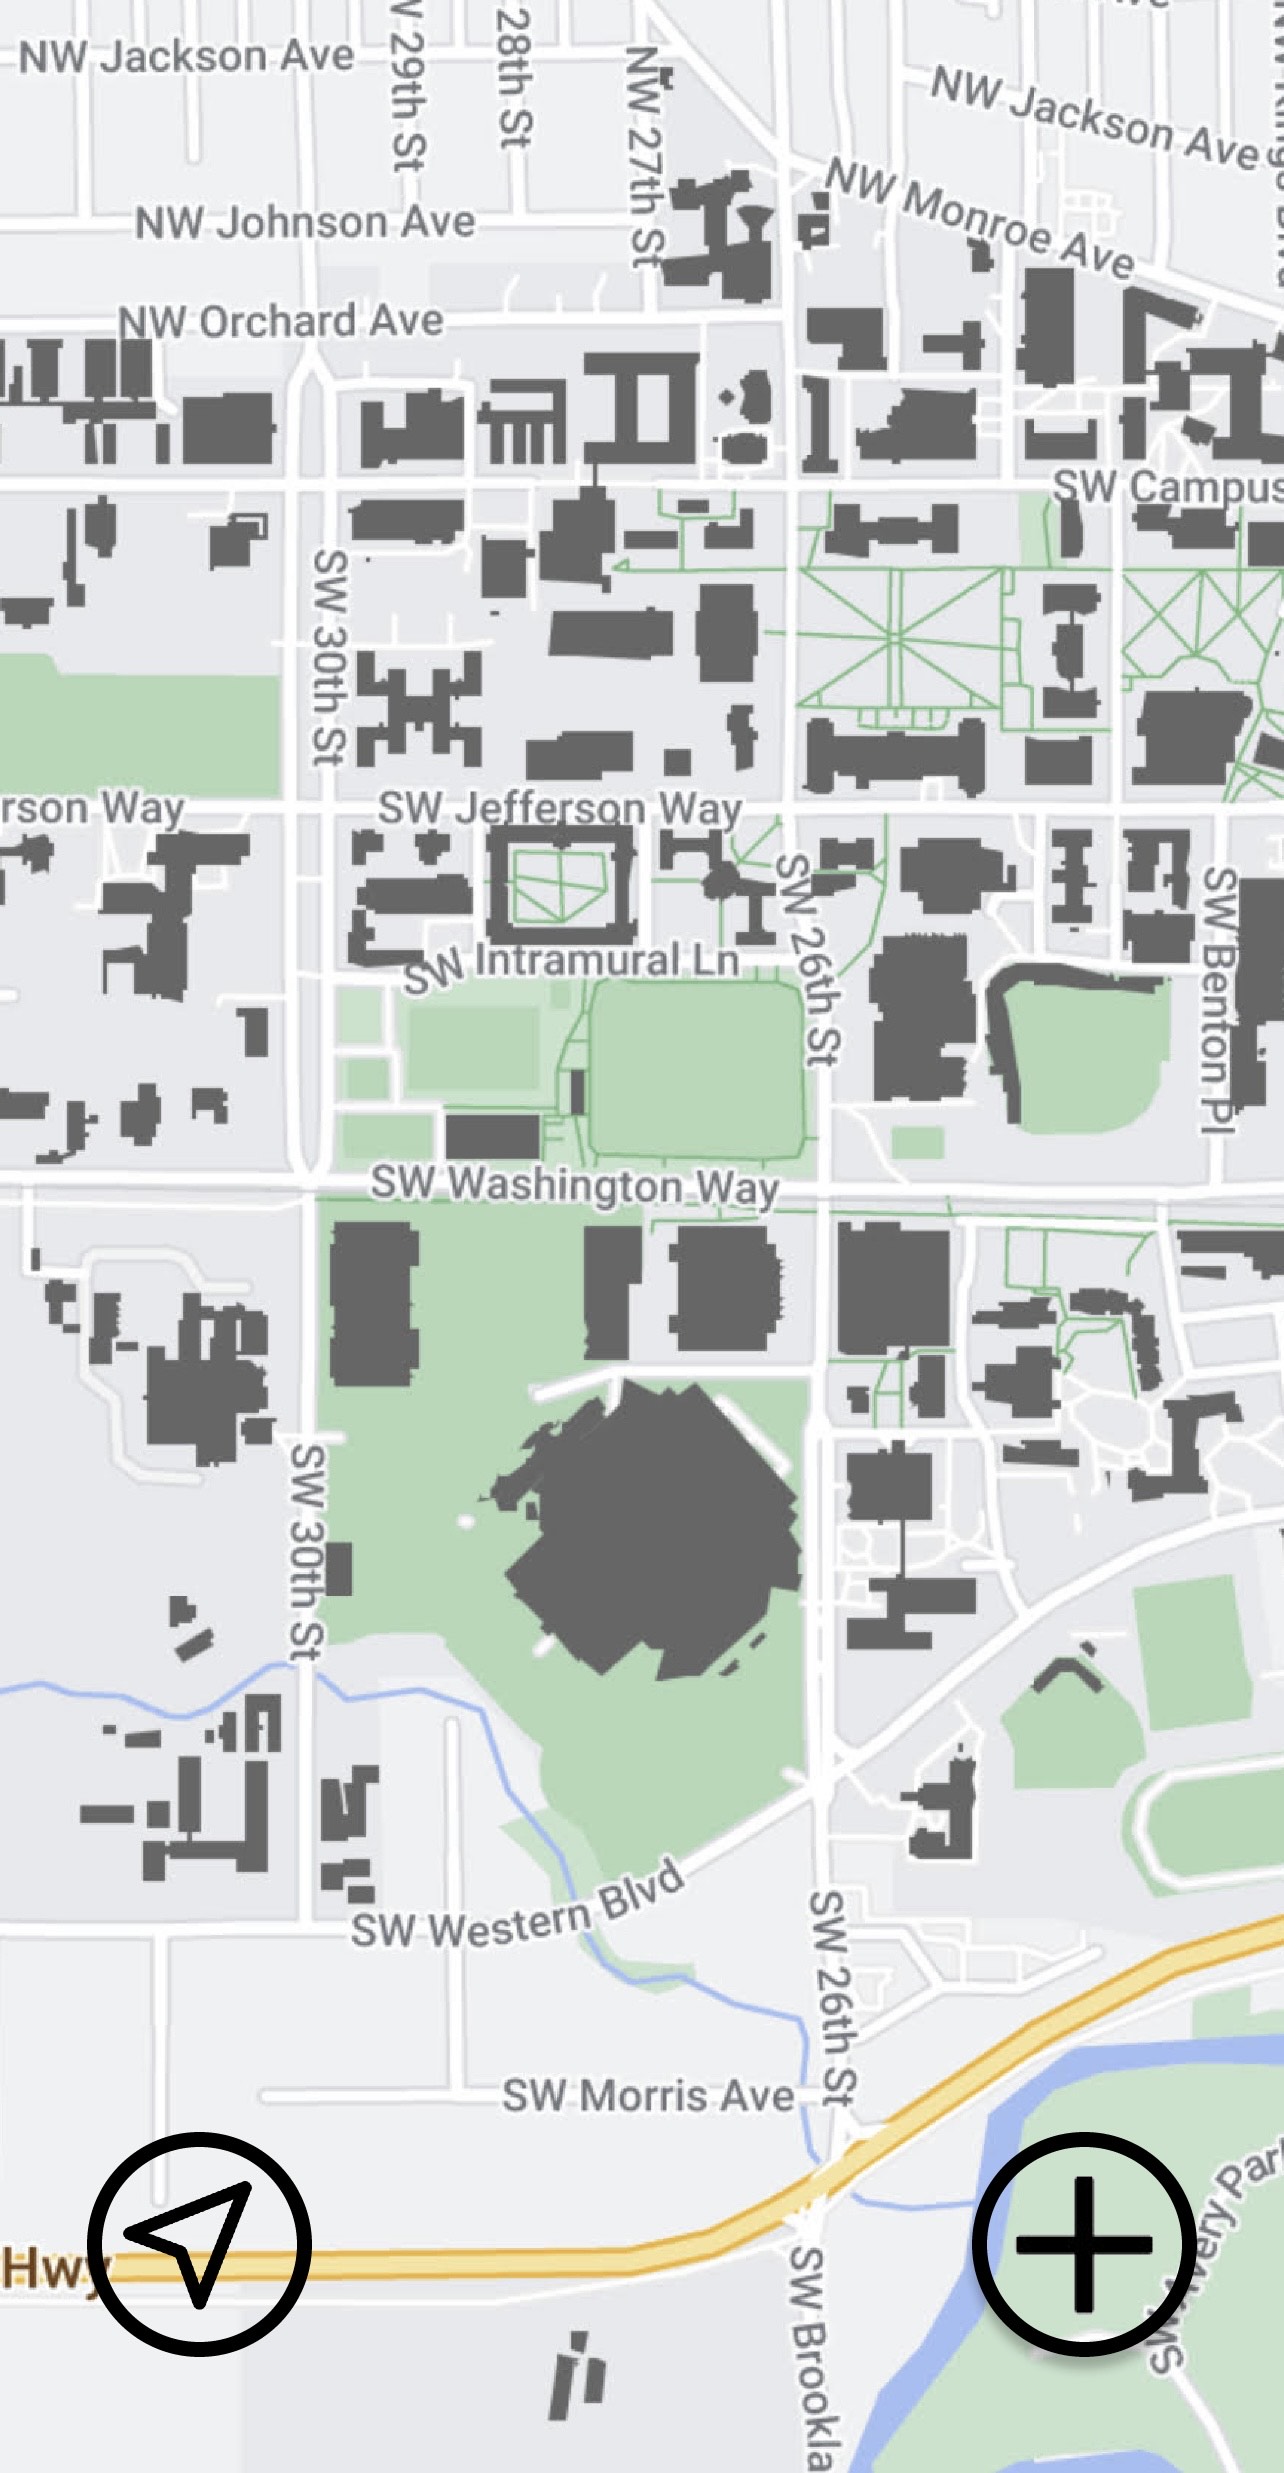 NW Jackson Ave
W 29th St
28th St
NW 27th St
NW Jackson Ave
NW Monroe Ave
NW Johnson Ave
NW Orchard Ave
SW Campus
SW 30th St
rson Way
SW Jefferson Way
SW 26th St
SW Benton Pl
SW Intramural Ln
SW Washington Way
SW 30th St
SW Western Blvd
SW 26th St
SW Morris Ave
Hwy
SW Avery Par
SW Brookla